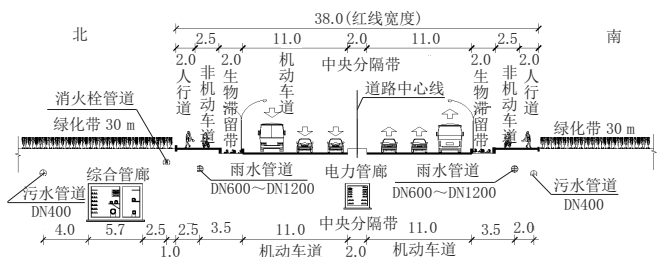 38.0(红线宽度)
北
南
2.0 2.5 2.0 11.0 2.0 11.0 2.0 2.5 2.0
人行道
非机动车道
生物滞留带
机动车道
中央分隔带
道路中心线
生物滞留带
非机动车道
人行道
消火栓管道
绿化带 30 m
绿化带 30 m
综合管廊
雨水管道
DN600～DN1200
电力管廊
雨水管道
DN600～DN1200
污水管道
DN400
污水管道
DN400
中央分隔带
4.0 5.7 2.5 1.0 2.5 3.5 11.0 2.0 11.0 3.5 2.0
机动车道
机动车道